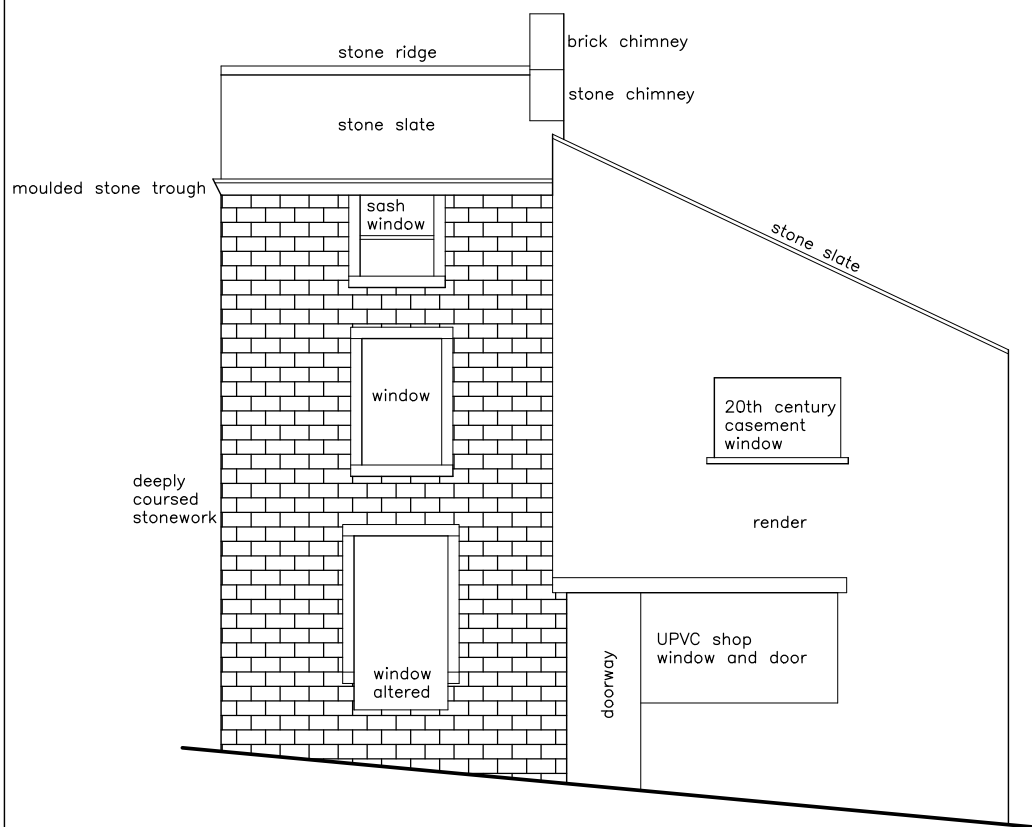 brick chimney
stone ridge
stone chimney
stone slate
moulded stone trough
sash
window
stone slate
window
20th century
casement
window
deeply
coursed
stonework
render
UPVC shop
window and door
doorway
window
altered